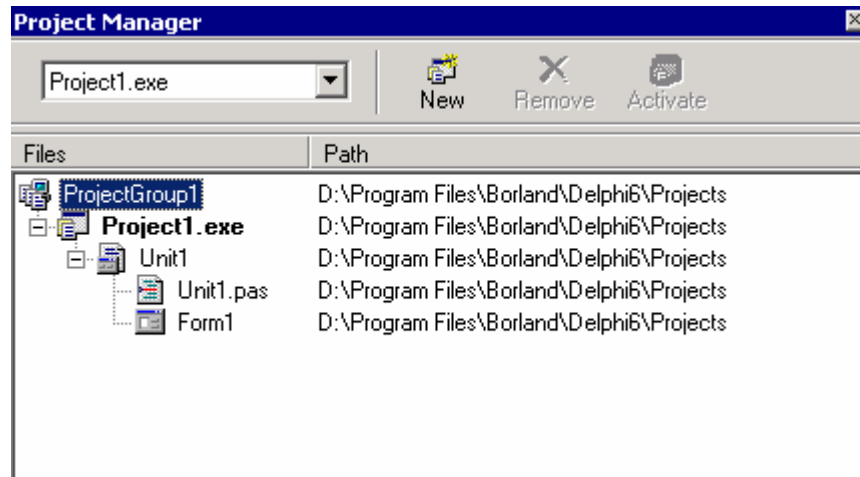 Project Manager
Project1.exe
New Remove Activate
Files Path
ProjectGroup1 D:\Program Files\Borland\Delphi6\Projects
Project1.exe D:\Program Files\Borland\Delphi6\Projects
Unit1 D:\Program Files\Borland\Delphi6\Projects
Unit1.pas D:\Program Files\Borland\Delphi6\Projects
Form1 D:\Program Files\Borland\Delphi6\Projects